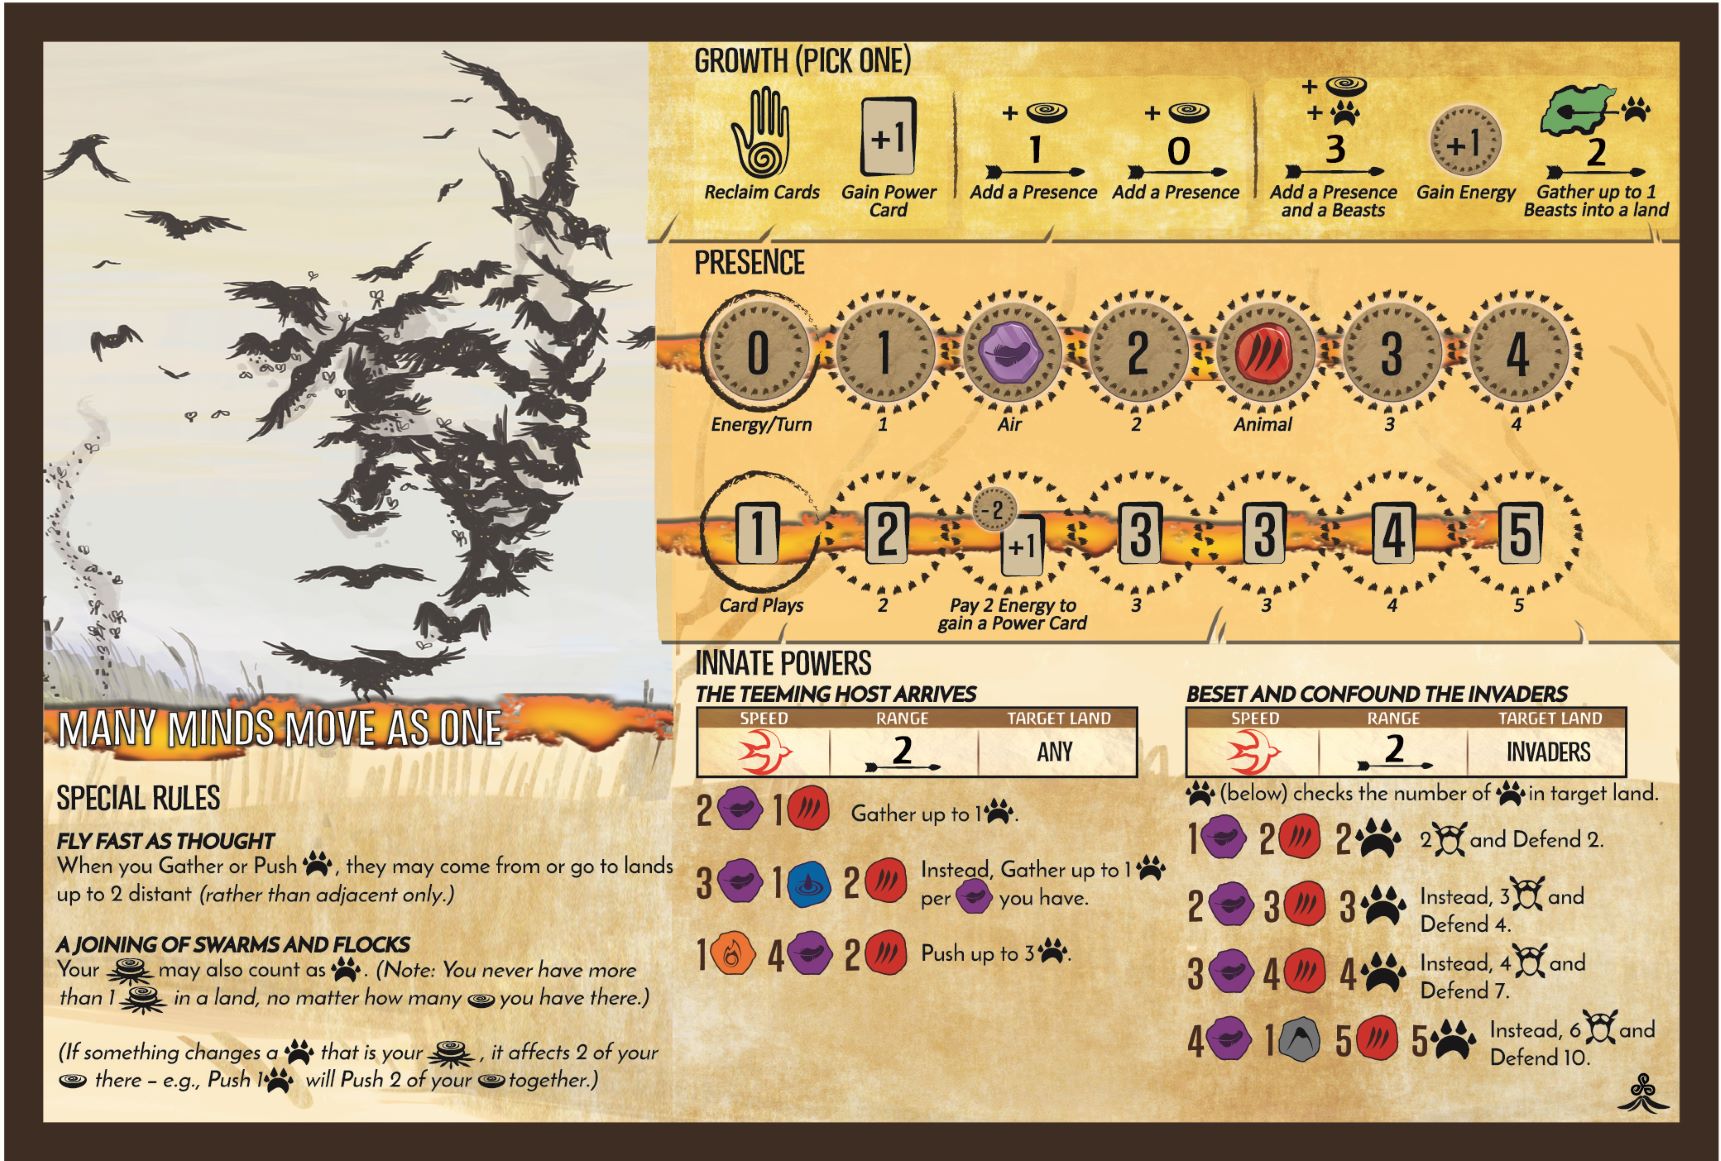 GROWTH (PICK ONE)
+1
+
1
+
0
+
+
3
+1
2
Reclaim Cards
Gain Power
Card
Add a Presence
Add a Presence
Add a Presence
and a Beasts
Gain Energy
Gather up to 1
Beasts into a land
PRESENCE
0
1
2
3
4
Energy/Turn
1
Air
2
Animal
3
4
1
2
-2
+1
3
3
4
5
Card Plays
2
Pay 2 Energy to
gain a Power Card
3
3
4
5
MANY MINDS MOVE AS ONE
SPECIAL RULES
FLY FAST AS THOUGHT
When you Gather or Push , they may come from or go to lands
up to 2 distant (rather than adjacent only.)
A JOINING OF SWARMS AND FLOCKS
Your may also count as . (Note: You never have more
than 1 in a land, no matter how many you have there.)
(If something changes a that is your , it affects 2 of your
there – e.g., Push 1 will Push 2 of your together.)
INNATE POWERS
THE TEEMING HOST ARRIVES
SPEED RANGE TARGET LAND
2 ANY
2 1 Gather up to 1 .
3 1 2 Instead, Gather up to 1
per you have.
1 4 2 Push up to 3 .
BESET AND CONFOUND THE INVADERS
SPEED RANGE TARGET LAND
2 INVADERS
(below) checks the number of in target land.
1 2 2 2 and Defend 2.
2 3 3 Instead, 3 and
Defend 4.
3 4 4 Instead, 4 and
Defend 7.
4 1 5 5 Instead, 6 and
Defend 10.